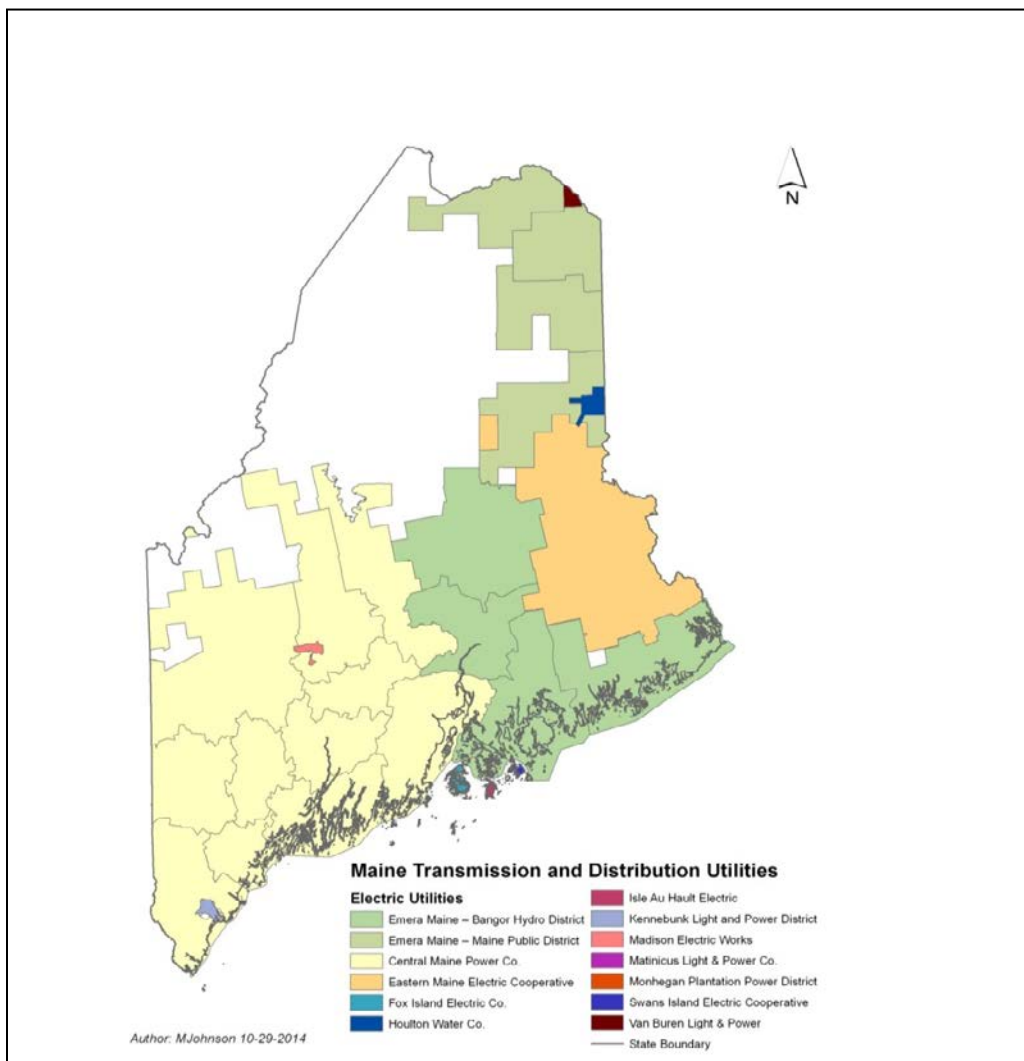 N
Maine Transmission and Distribution Utilities
Electric Utilities
Emera Maine – Bangor Hydro District
Emera Maine – Maine Public District
Central Maine Power Co.
Eastern Maine Electric Cooperative
Fox Island Electric Co.
Houlton Water Co.
Isle Au Hault Electric
Kennebunk Light and Power District
Madison Electric Works
Matinicus Light & Power Co.
Monhegan Plantation Power District
Swans Island Electric Cooperative
Van Buren Light & Power
State Boundary
Author: MJohnson 10-29-2014